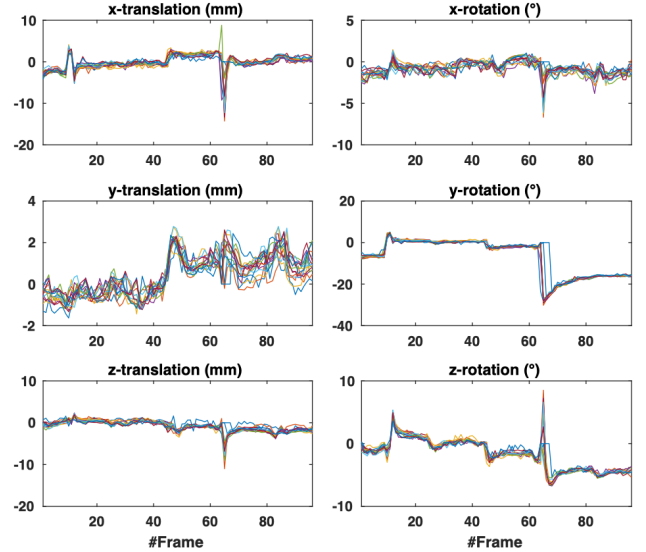 x-translation (mm)
10
0
-10
-20
20 40 60 80
x-rotation (°)
5
0
-5
-10
20 40 60 80
y-translation (mm)
4
2
0
-2
20 40 60 80
y-rotation (°)
20
0
-20
-40
20 40 60 80
z-translation (mm)
10
0
-10
-20
20 40 60 80
#Frame
z-rotation (°)
10
0
-10
20 40 60 80
#Frame